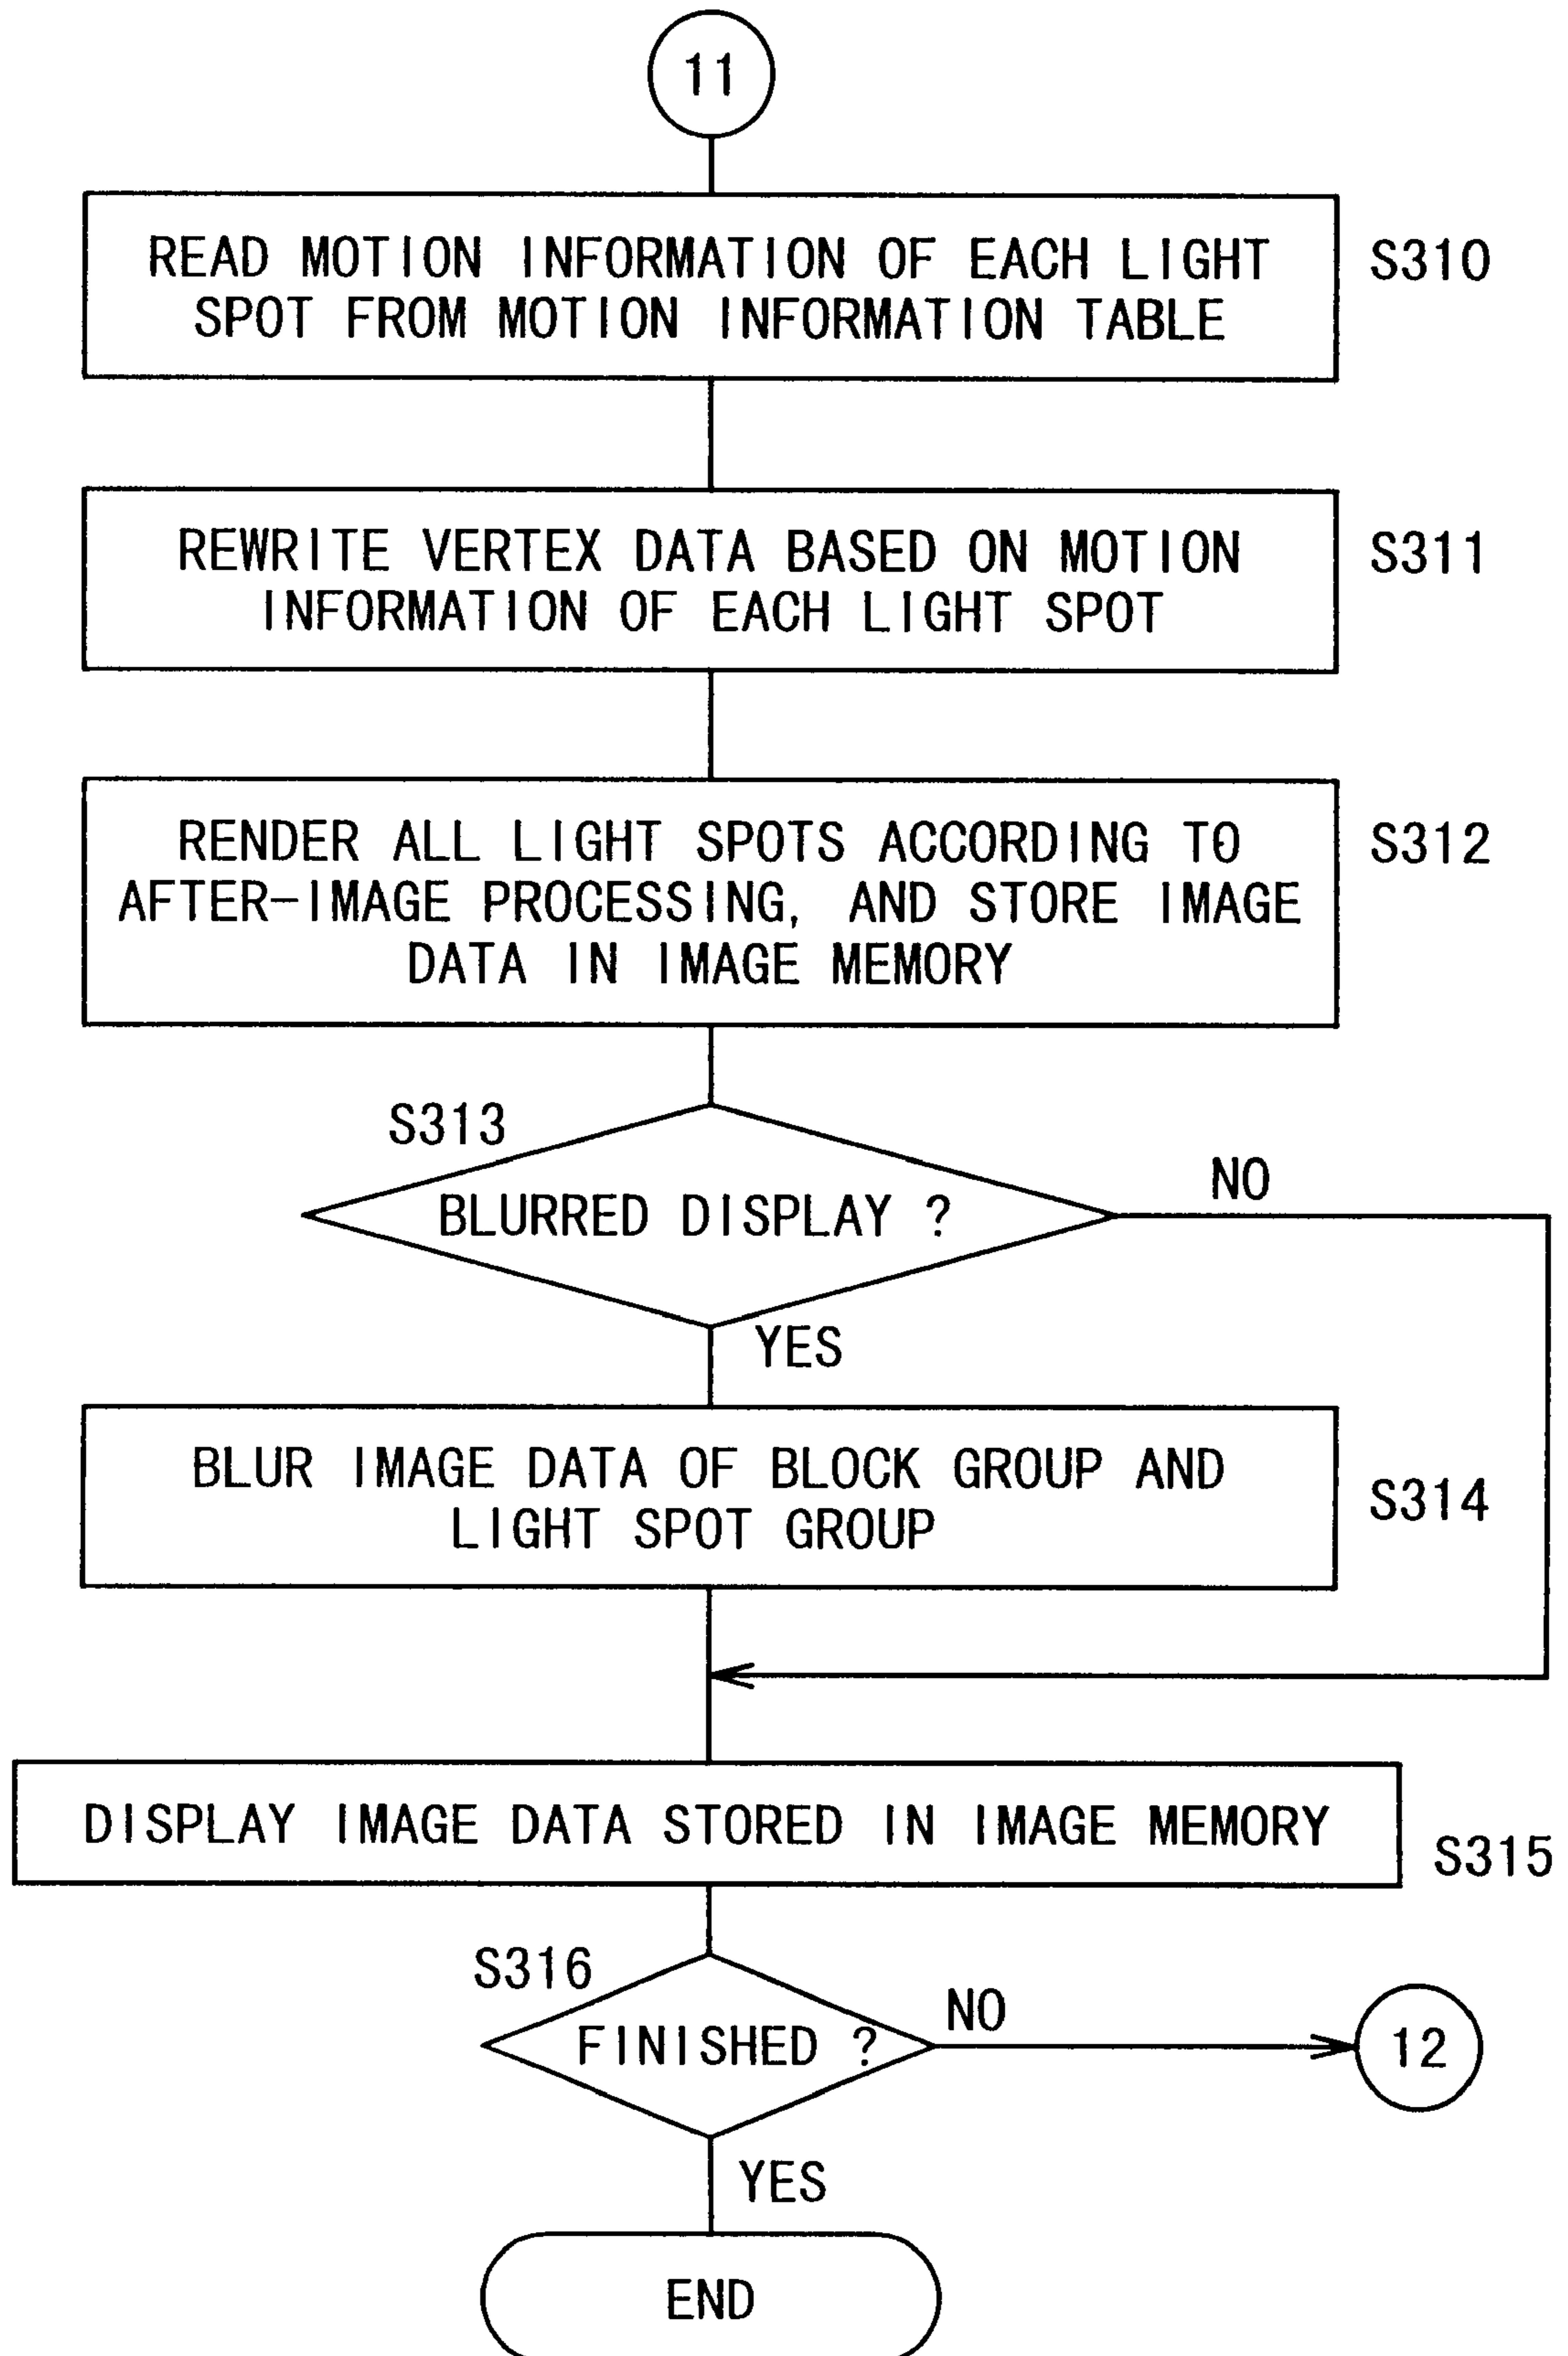 11
READ MOTION INFORMATION OF EACH LIGHT
SPOT FROM MOTION INFORMATION TABLE
S310
REWRITE VERTEX DATA BASED ON MOTION
INFORMATION OF EACH LIGHT SPOT
S311
RENDER ALL LIGHT SPOTS ACCORDING TO
AFTER-IMAGE PROCESSING, AND STORE IMAGE
DATA IN IMAGE MEMORY
S312
S313
BLURRED DISPLAY ?
NO
YES
BLUR IMAGE DATA OF BLOCK GROUP AND
LIGHT SPOT GROUP
S314
DISPLAY IMAGE DATA STORED IN IMAGE MEMORY
S315
S316
FINISHED ?
NO
12
YES
END